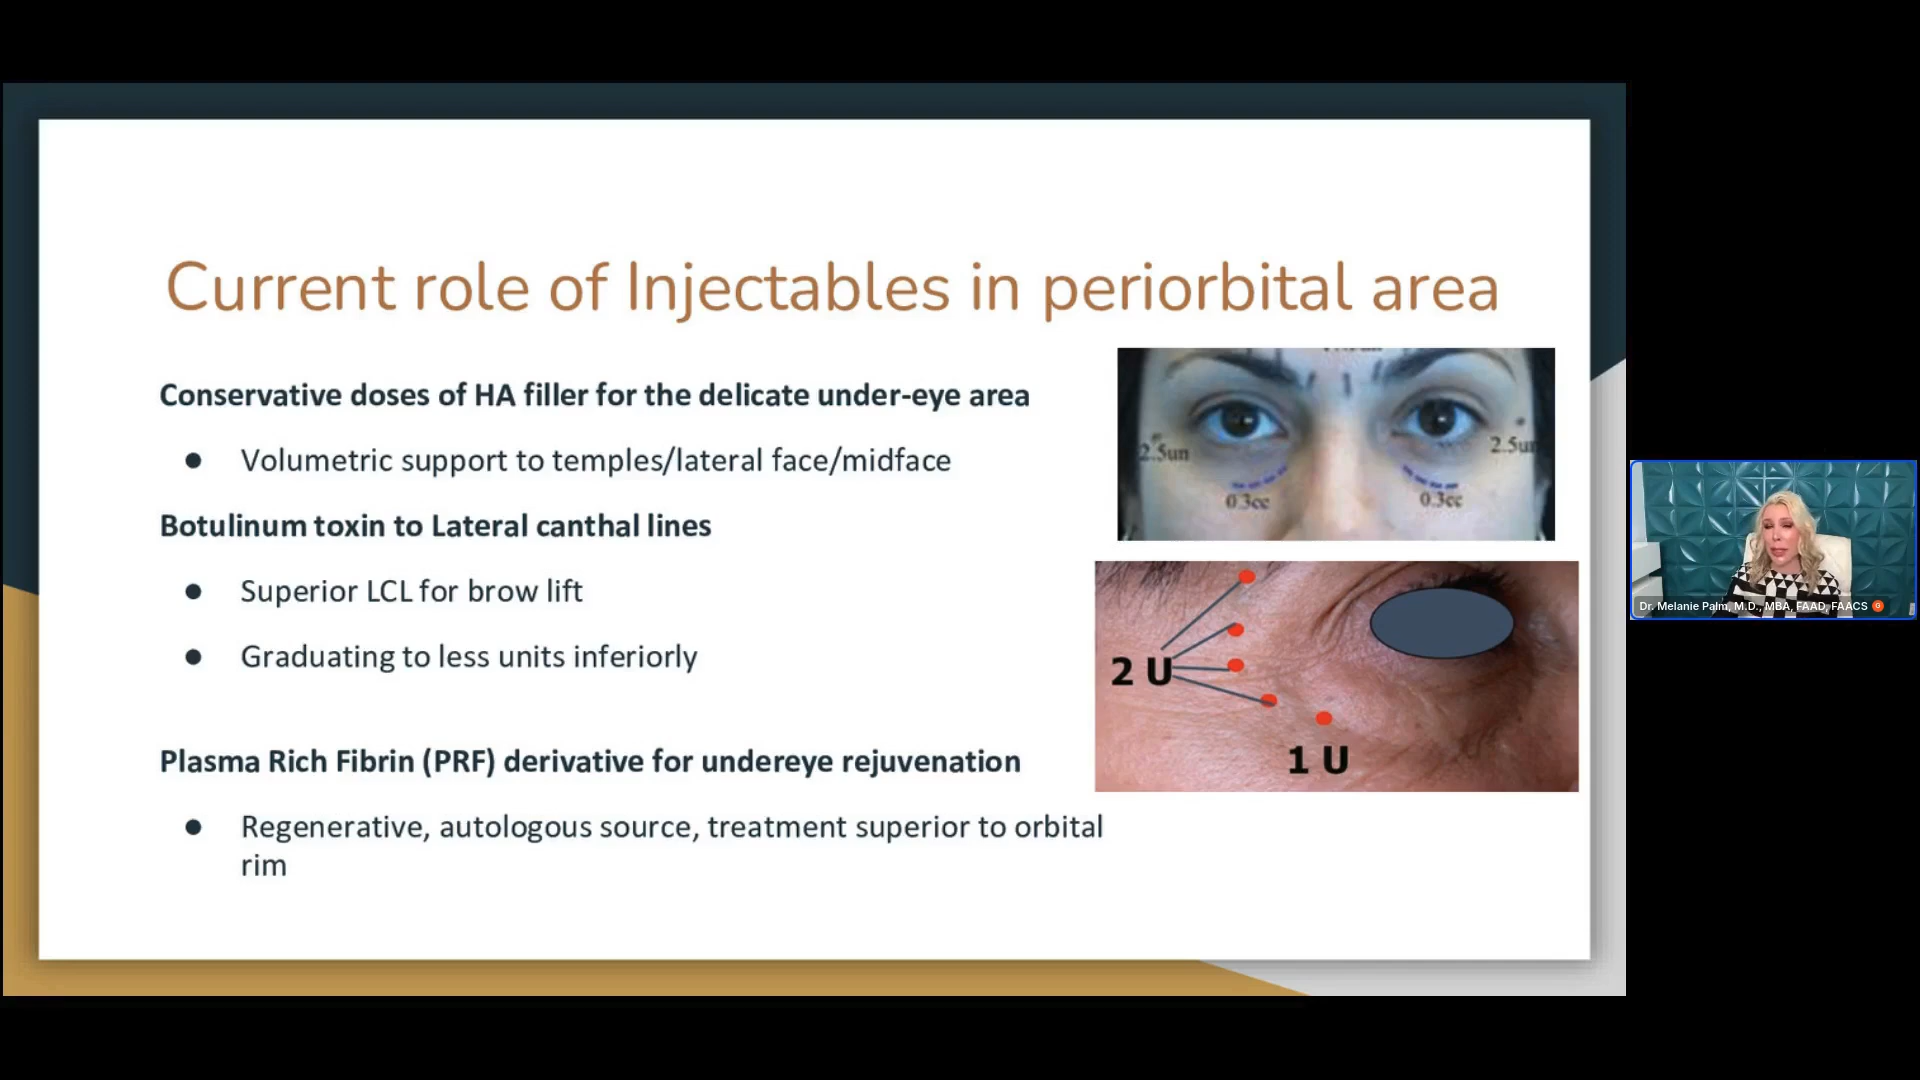 Current role of Injectables in periorbital area
Conservative doses of HA filler for the delicate under-eye area
● Volumetric support to temples/lateral face/midface
Botulinum toxin to Lateral canthal lines
● Superior LCL for brow lift
● Graduating to less units inferiorly
Plasma Rich Fibrin (PRF) derivative for undereye rejuvenation
● Regenerative, autologous source, treatment superior to orbital
rim
2.5un
2.5un
0.3cc
0.3cc
2 U
1 U
Dr. Melanie Palm, M.D., MBA, FAAD, FAACS